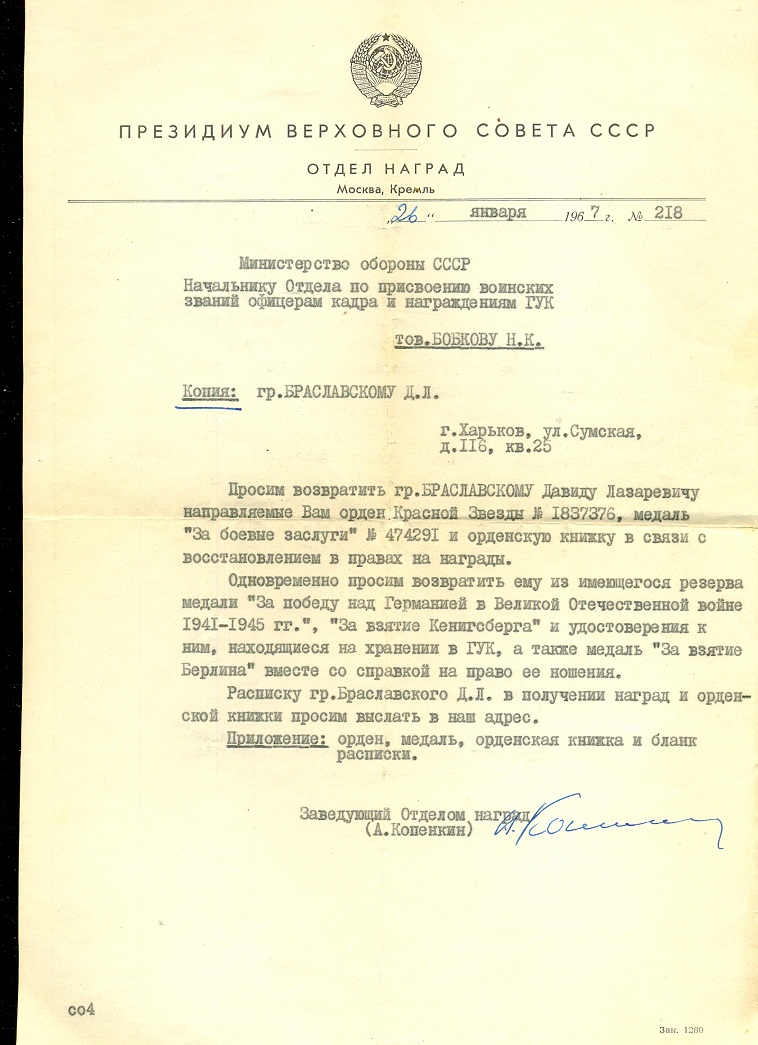 ПРЕЗИДИУМ ВЕРХОВНОГО СОВЕТА СССР
ОТДЕЛ НАГРАД
Москва, Кремль
„26“ января 1967 г. № 218
Министерство обороны СССР
Начальнику Отдела по присвоению воинских
званий офицерам кадра и награждениям ГУК
тов.БОБКОВУ Н.К.
Копия: гр.БРАСЛАВСКОМУ Д.Л.
г.Харьков, ул.Сумская,
д.116, кв.25
Просим возвратить гр.БРАСЛАВСКОМУ Давиду Лазаревичу
направляемые Вам орден Красной Звезды № 1837376, медаль
"За боевые заслуги" № 474291 и орденскую книжку в связи с
восстановлением в правах на награды.
Одновременно просим возвратить ему из имеющегося резерва
медали "За победу над Германией в Великой Отечественной войне
1941-1945 гг.", "За взятие Кенигсберга" и удостоверения к
ним, находящиеся на хранении в ГУК, а также медаль "За взятие
Берлина" вместе со справкой на право ее ношения.
Расписку гр.Браславского Д.Л. в получении наград и орден-
ской книжки просим выслать в наш адрес.
Приложение: орден, медаль, орденская книжка и бланк
расписки.
Заведующий Отделом наград
(А.Копенкин)
со4
Зак. 1280